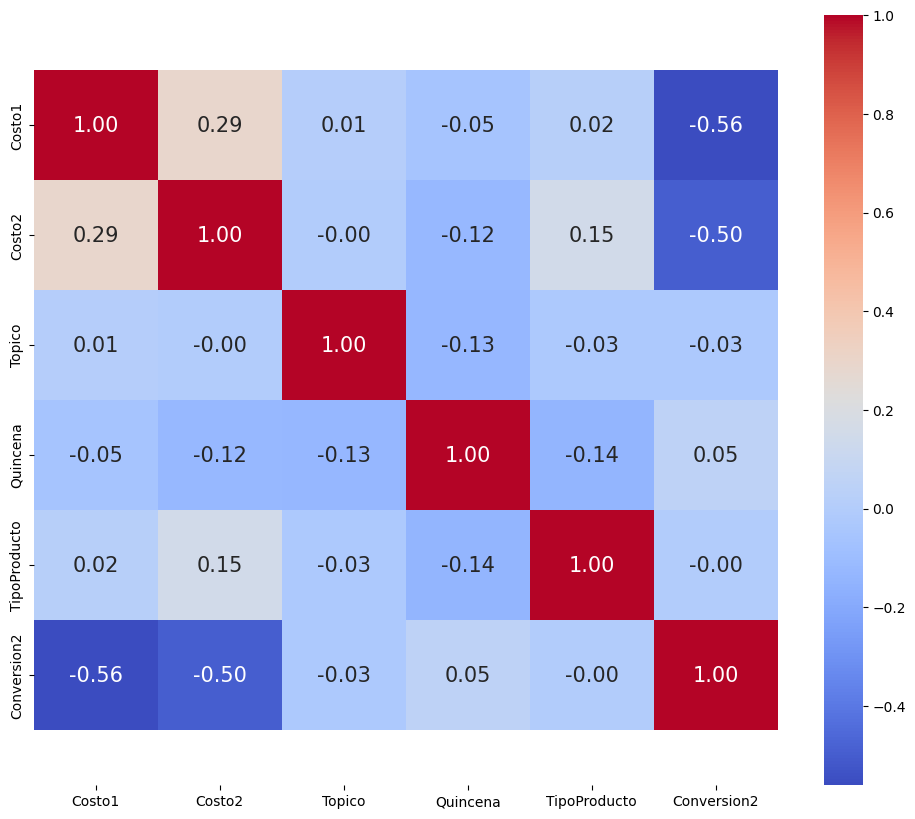 Costo1 1.00 0.29 0.01 -0.05 0.02 -0.56
Costo2 0.29 1.00 -0.00 -0.12 0.15 -0.50
Topico 0.01 -0.00 1.00 -0.13 -0.03 -0.03
Quincena -0.05 -0.12 -0.13 1.00 -0.14 0.05
TipoProducto 0.02 0.15 -0.03 -0.14 1.00 -0.00
Conversion2 -0.56 -0.50 -0.03 0.05 -0.00 1.00
Costo1 Costo2 Topico Quincena TipoProducto Conversion2
1.0
0.8
0.6
0.4
0.2
0.0
−0.2
−0.4